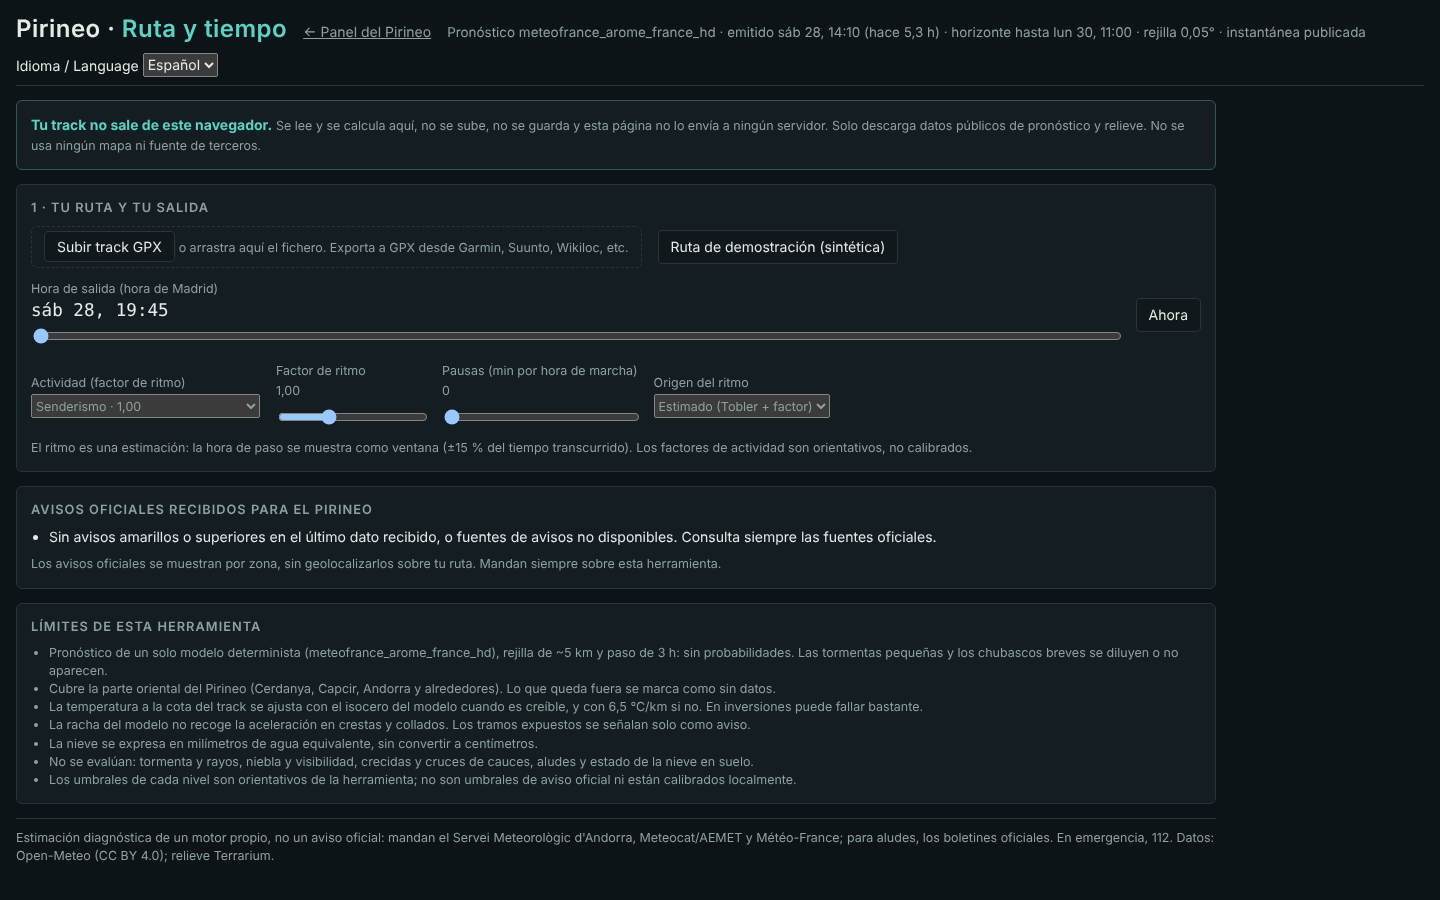 Pirineo · Ruta y tiempo ← Panel del Pirineo Pronóstico meteofrance_arome_france_hd · emitido sáb 28, 14:10 (hace 5,3 h) · horizonte hasta lun 30, 11:00 · rejilla 0,05° · instantánea publicada
Idioma / Language Español
Tu track no sale de este navegador. Se lee y se calcula aquí, no se sube, no se guarda y esta página no lo envía a ningún servidor. Solo descarga datos públicos de pronóstico y relieve. No se
usa ningún mapa ni fuente de terceros.
1 · TU RUTA Y TU SALIDA
Subir track GPX o arrastra aquí el fichero. Exporta a GPX desde Garmin, Suunto, Wikiloc, etc. Ruta de demostración (sintética)
Hora de salida (hora de Madrid)
sáb 28, 19:45
Ahora
Actividad (factor de ritmo)
Senderismo · 1,00
Factor de ritmo
1,00
Pausas (min por hora de marcha)
0
Origen del ritmo
Estimado (Tobler + factor)
El ritmo es una estimación: la hora de paso se muestra como ventana (±15 % del tiempo transcurrido). Los factores de actividad son orientativos, no calibrados.
AVISOS OFICIALES RECIBIDOS PARA EL PIRINEO
• Sin avisos amarillos o superiores en el último dato recibido, o fuentes de avisos no disponibles. Consulta siempre las fuentes oficiales.
Los avisos oficiales se muestran por zona, sin geolocalizarlos sobre tu ruta. Mandan siempre sobre esta herramienta.
LÍMITES DE ESTA HERRAMIENTA
• Pronóstico de un solo modelo determinista (meteofrance_arome_france_hd), rejilla de ~5 km y paso de 3 h: sin probabilidades. Las tormentas pequeñas y los chubascos breves se diluyen o no
aparecen.
• Cubre la parte oriental del Pirineo (Cerdanya, Capcir, Andorra y alrededores). Lo que queda fuera se marca como sin datos.
• La temperatura a la cota del track se ajusta con el isocero del modelo cuando es creíble, y con 6,5 °C/km si no. En inversiones puede fallar bastante.
• La racha del modelo no recoge la aceleración en crestas y collados. Los tramos expuestos se señalan solo como aviso.
• La nieve se expresa en milímetros de agua equivalente, sin convertir a centímetros.
• No se evalúan: tormenta y rayos, niebla y visibilidad, crecidas y cruces de cauces, aludes y estado de la nieve en suelo.
• Los umbrales de cada nivel son orientativos de la herramienta; no son umbrales de aviso oficial ni están calibrados localmente.
Estimación diagnóstica de un motor propio, no un aviso oficial: mandan el Servei Meteorològic d'Andorra, Meteocat/AEMET y Météo-France; para aludes, los boletines oficiales. En emergencia, 112. Datos:
Open-Meteo (CC BY 4.0); relieve Terrarium.